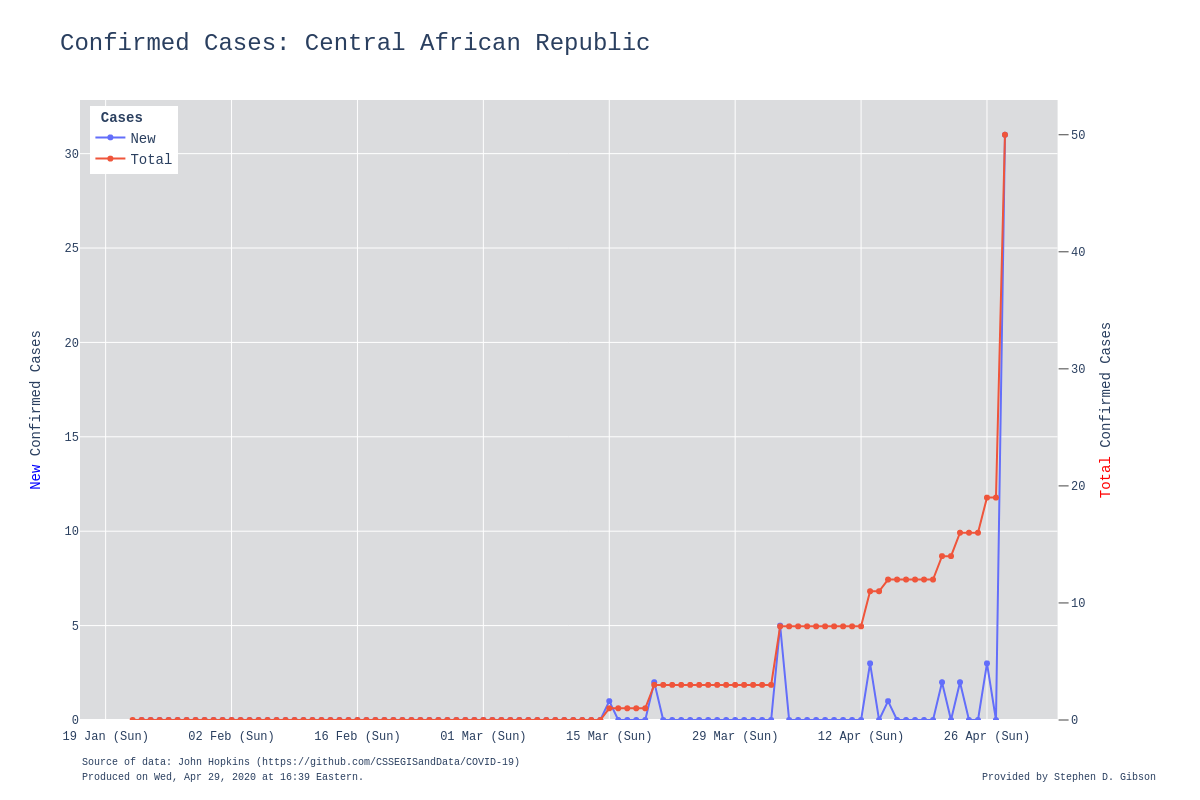 Confirmed Cases: Central African Republic
Cases
New
Total
30
25
20
15
10
5
0
50
40
30
20
10
0
New Confirmed Cases
Total Confirmed Cases
19 Jan (Sun) 02 Feb (Sun) 16 Feb (Sun) 01 Mar (Sun) 15 Mar (Sun) 29 Mar (Sun) 12 Apr (Sun) 26 Apr (Sun)
Source of data: John Hopkins (https://github.com/CSSEGISandData/COVID-19)
Produced on Wed, Apr 29, 2020 at 16:39 Eastern.
Provided by Stephen D. Gibson